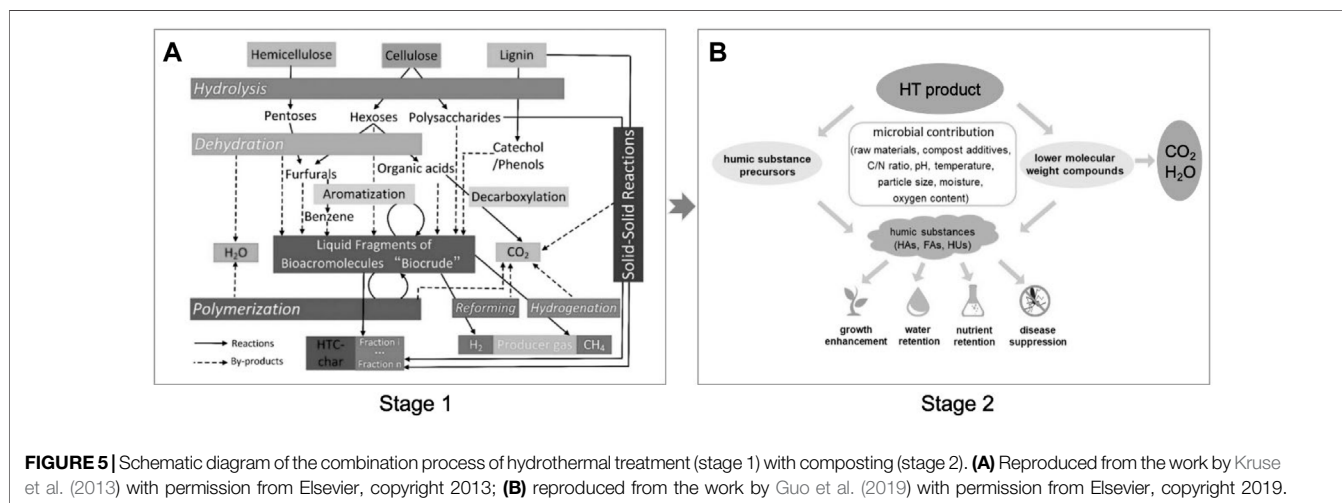 A
Hemicellulose
Cellulose
Lignin
Hydrolysis
Pentoses
Hexoses
Polysaccharides
Dehydration
Catechol
/Phenols
Furfurals
Organic acids
Aromatization
Decarboxylation
Benzene
H2O
Liquid Fragments of
Bioacromolecules "Biocrude"
CO2
Solid-Solid Reactions
Polymerization
Reforming
Hydrogenation
Reactions
By-products
HTC-
char
Fraction i
...
Fraction n
H2
Producer gas
CH4
Stage 1
B
HT product
microbial contribution
(raw materials, compost additives,
C/N ratio, pH, temperature,
particle size, moisture,
oxygen content)
humic substance
precursors
lower molecular
weight compounds
CO2
H2O
humic substances
(HAs, FAs, HUs)
growth
enhancement
water
retention
nutrient
retention
disease
suppression
Stage 2
FIGURE 5 | Schematic diagram of the combination process of hydrothermal treatment (stage 1) with composting (stage 2). (A) Reproduced from the work by Kruse
et al. (2013) with permission from Elsevier, copyright 2013; (B) reproduced from the work by Guo et al. (2019) with permission from Elsevier, copyright 2019.